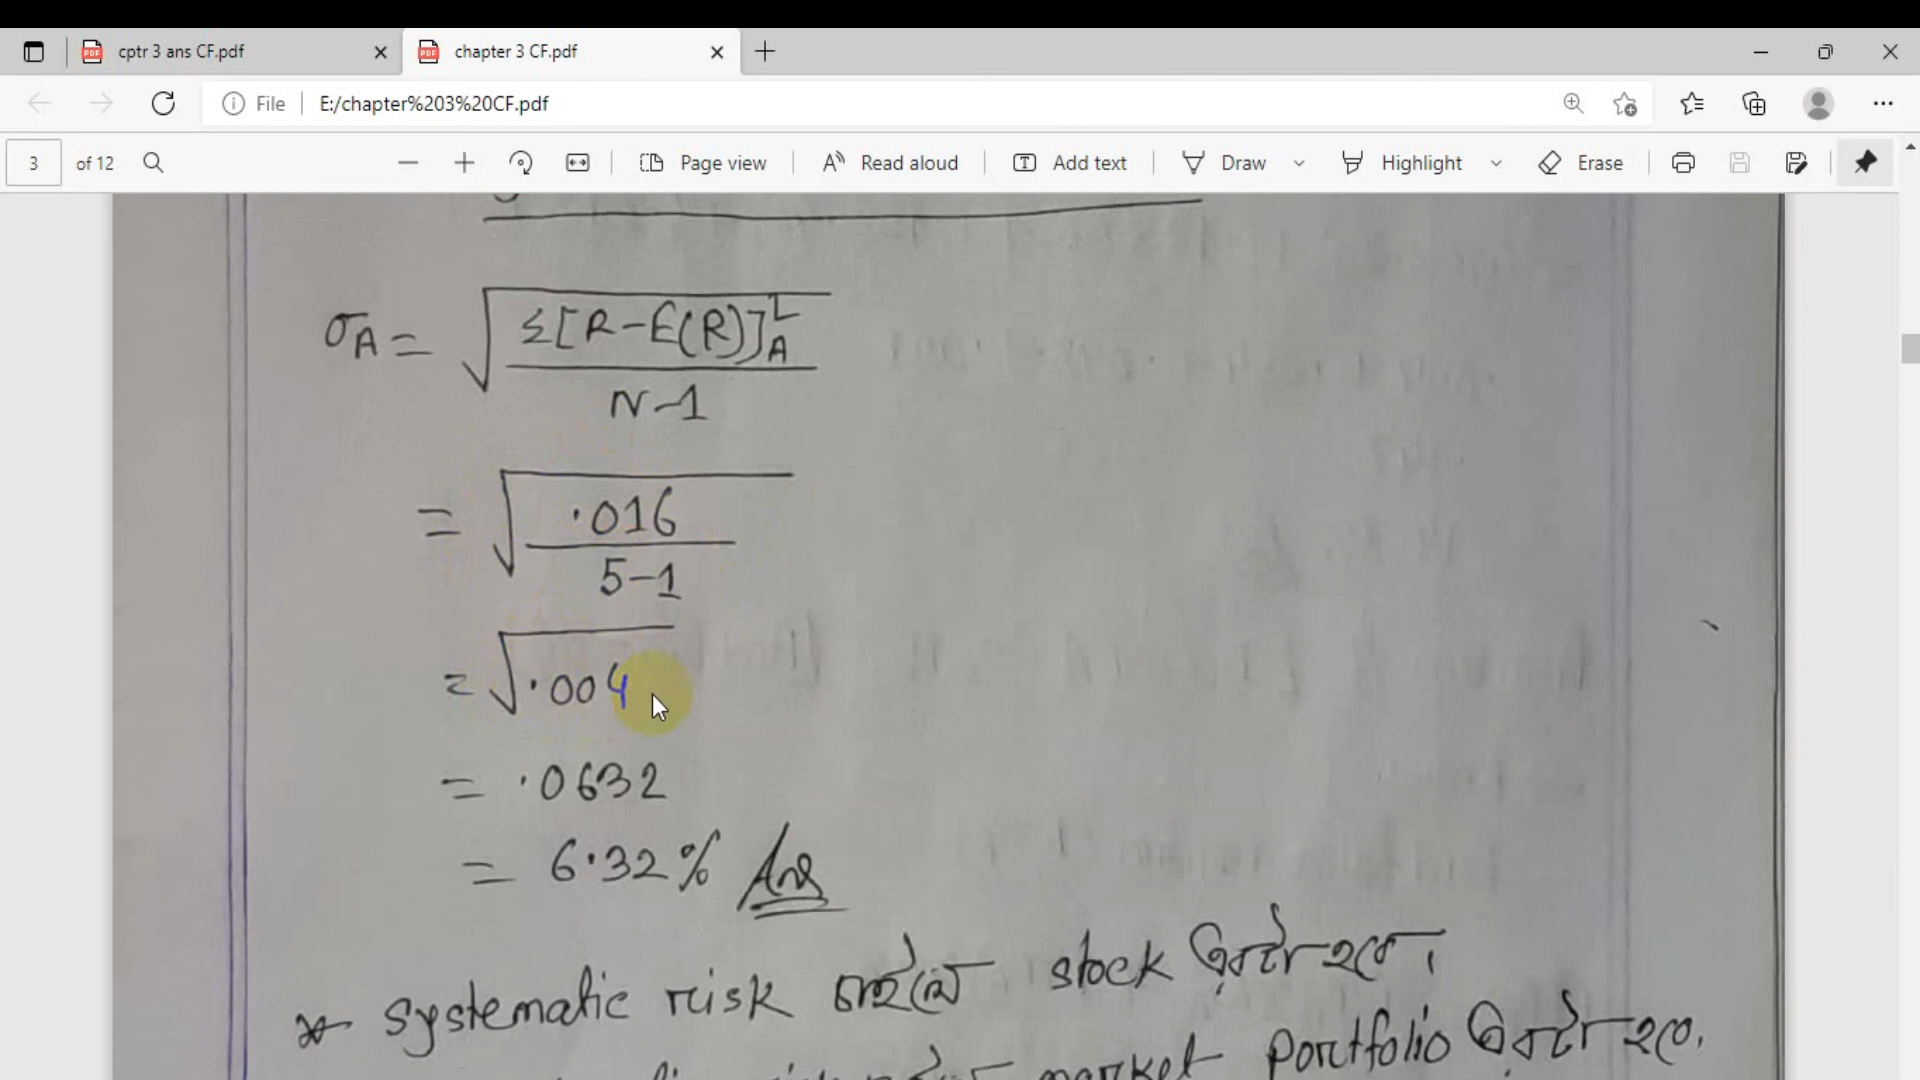 cptr 3 ans CF.pdf
chapter 3 CF.pdf
File
E:/chapter%203%20CF.pdf
3 of 12
Page view
Read aloud
Add text
Draw
Highlight
Erase
σA = √Σ[R-E(R)]²A / N-1
= √.016 / 5-1
= √.004
= .0632
= 6.32% Ans
* systematic risk stock
market portfolio